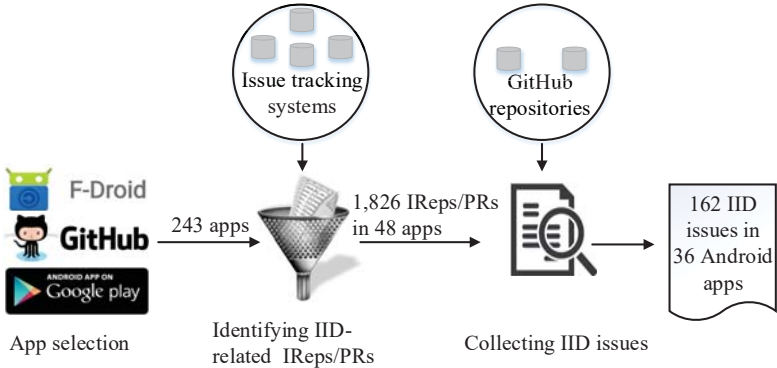 Issue tracking
systems
GitHub
repositories
F-Droid
GitHub
ANDROID APP ON
Google play
243 apps
1,826 IReps/PRs
in 48 apps
162 IID
issues in
36 Android
apps
App selection
Identifying IID-
related IReps/PRs
Collecting IID issues